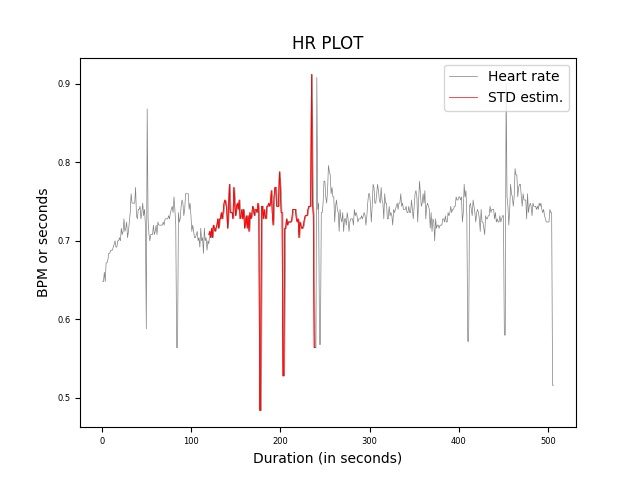 HR PLOT
Heart rate
STD estim.
BPM or seconds
0.9
0.8
0.7
0.6
0.5
0 100 200 300 400 500
Duration (in seconds)